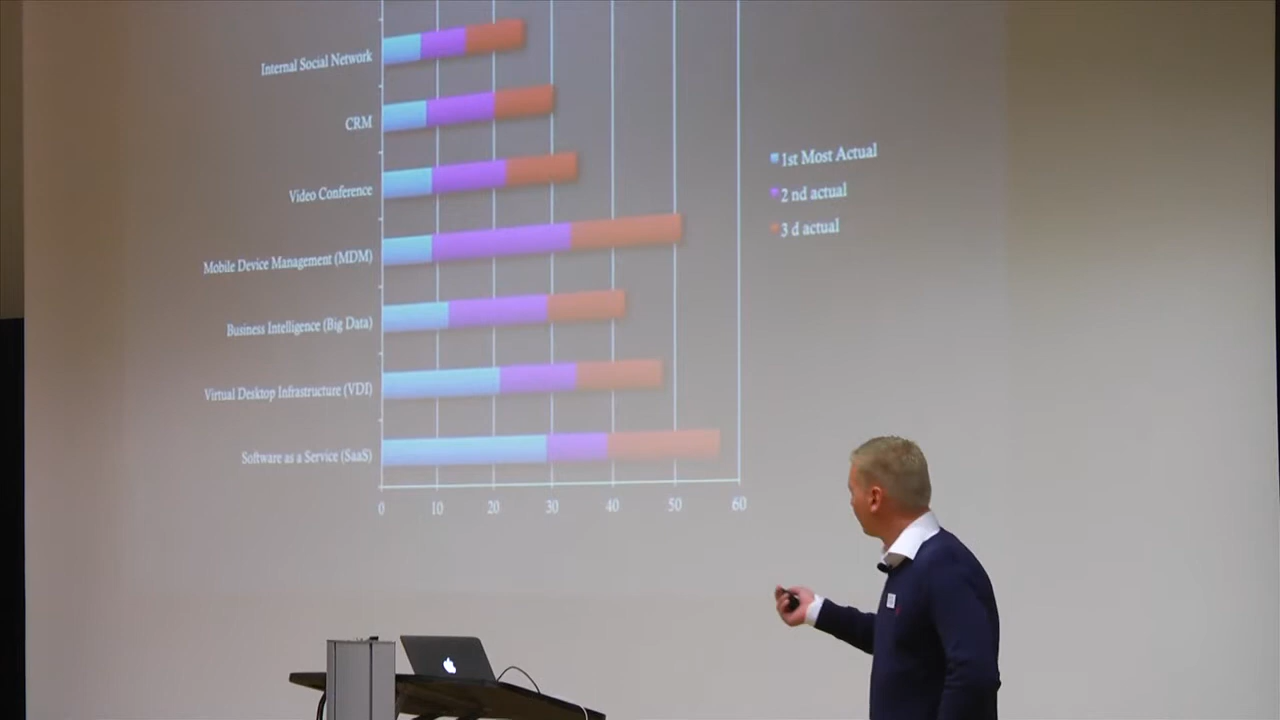 Internal Social Network
CRM
Video Conference
Mobile Device Management (MDM)
Business Intelligence (Big Data)
Virtual Desktop Infrastructure (VDI)
Software as a Service (SaaS)
0 10 20 30 40 50 60
1st Most Actual
2 nd actual
3 d actual